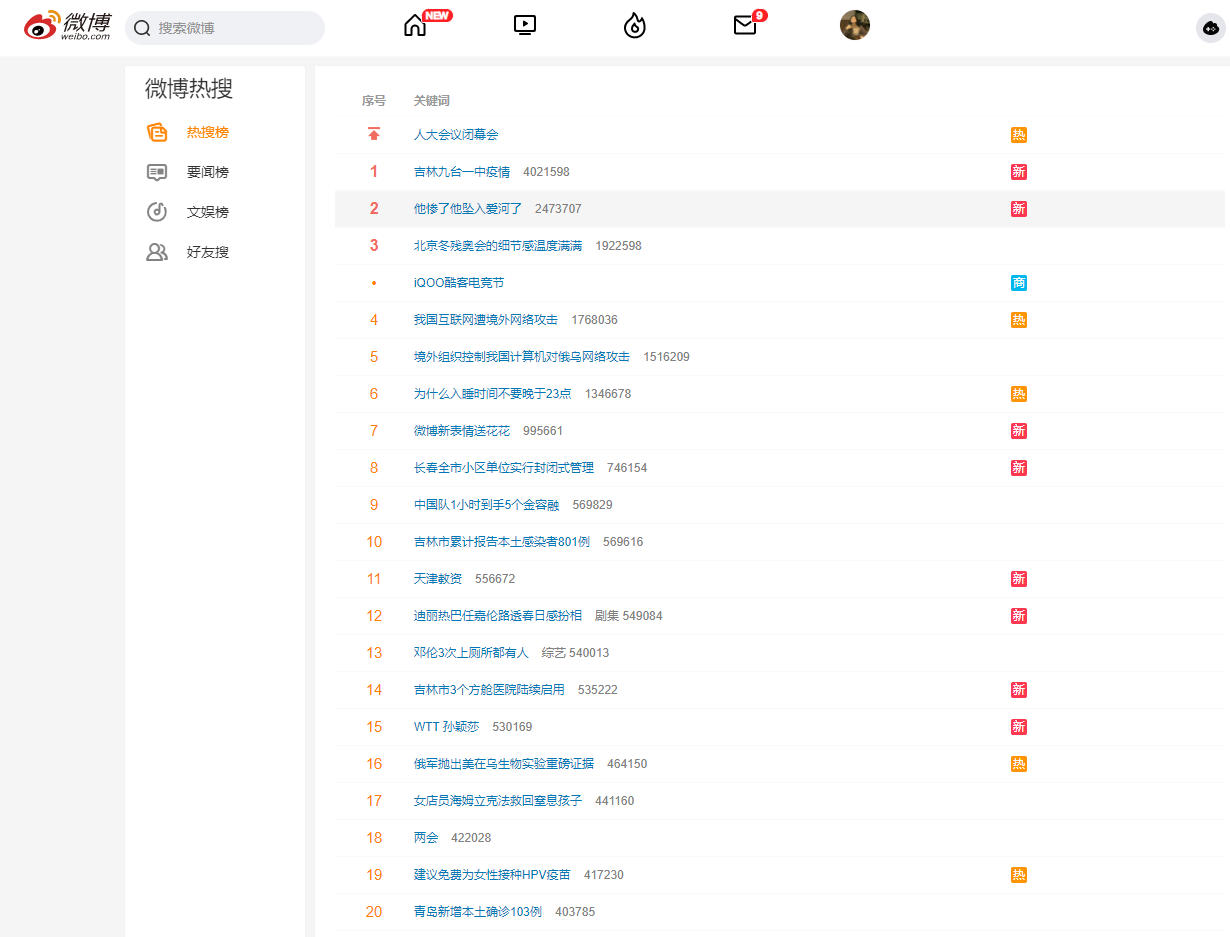 微博 weibo.com 搜索微博 NEW 9
微博热搜
热搜榜
要闻榜
文娱榜
好友搜
序号 关键词
人大会议闭幕会 热
1 吉林九台一中疫情 4021598 新
2 他惨了他坠入爱河了 2473707 新
3 北京冬残奥会的细节感温度满满 1922598
• iQOO酷客电竞节 商
4 我国互联网遭境外网络攻击 1768036 热
5 境外组织控制我国计算机对俄乌网络攻击 1516209
6 为什么入睡时间不要晚于23点 1346678 热
7 微博新表情送花花 995661 新
8 长春全市小区单位实行封闭式管理 746154 新
9 中国队1小时到手5个金容融 569829
10 吉林市累计报告本土感染者801例 569616
11 天津教资 556672 新
12 迪丽热巴任嘉伦路透春日感扮相 剧集 549084 新
13 邓伦3次上厕所都有人 综艺 540013
14 吉林市3个方舱医院陆续启用 535222 新
15 WTT 孙颖莎 530169 新
16 俄军抛出美在乌生物实验重磅证据 464150 热
17 女店员海姆立克法救回窒息孩子 441160
18 两会 422028
19 建议免费为女性接种HPV疫苗 417230 热
20 青岛新增本土确诊103例 403785